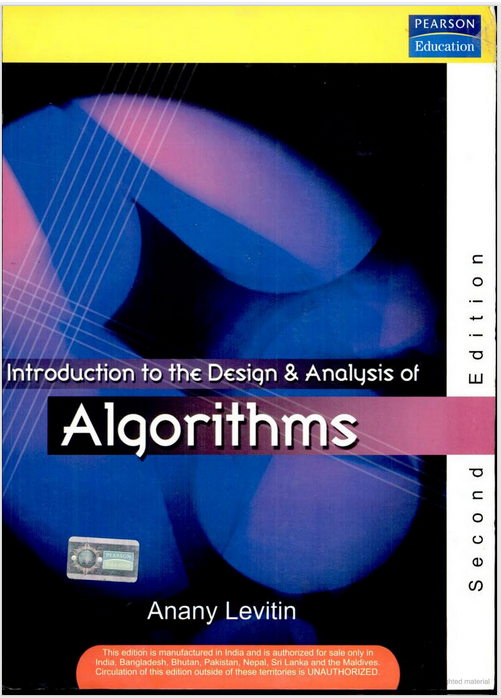 PEARSON
Education
Second Edition
Introduction to the Design & Analysis of
Algorithms
PEARSON
Anany Levitin
This edition is manufactured in India and is authorized for sale only in
India, Bangladesh, Bhutan, Pakistan, Nepal, Sri Lanka and the Maldives.
Circulation of this edition outside of these territories is UNAUTHORIZED.
material